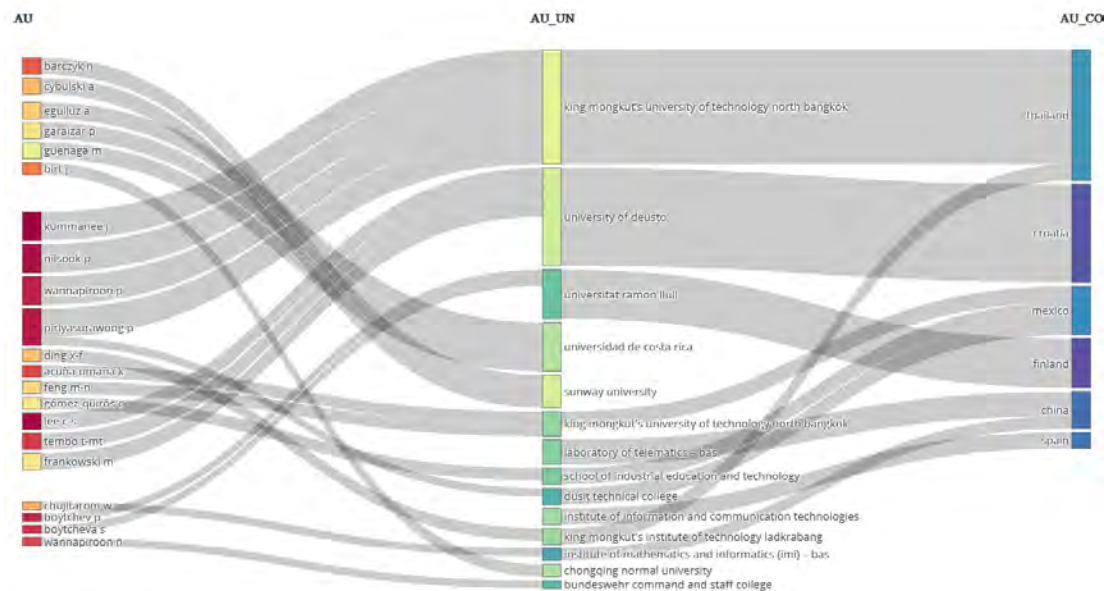 AU
AU_UN
AU_CO
barczyk n
cybulski a
eguiluz a
garaizar p
guenaga m
birt j
kummanee j
nilsook p
wannapiroon p
piriyasurawong p
ding x-f
acuña omaña k
feng m-n
gómez-quirós c
lee c-s
tembo t-mt
frankowski m
chujitarom w
boytchev p
boytcheva s
wannapiroon n
king mongkut's university of technology north bangkok
university of deusto
universitat ramon llull
universidad de costa rica
sunway university
king mongkut's university of technology north bangkok
laboratory of telematics – bas
school of industrial education and technology
dusit technical college
institute of information and communication technologies
king mongkut's institute of technology ladkrabang
institute of mathematics and informatics (imi) – bas
chongqing normal university
bundeswehr command and staff college
thailand
croatia
mexico
finland
china
spain